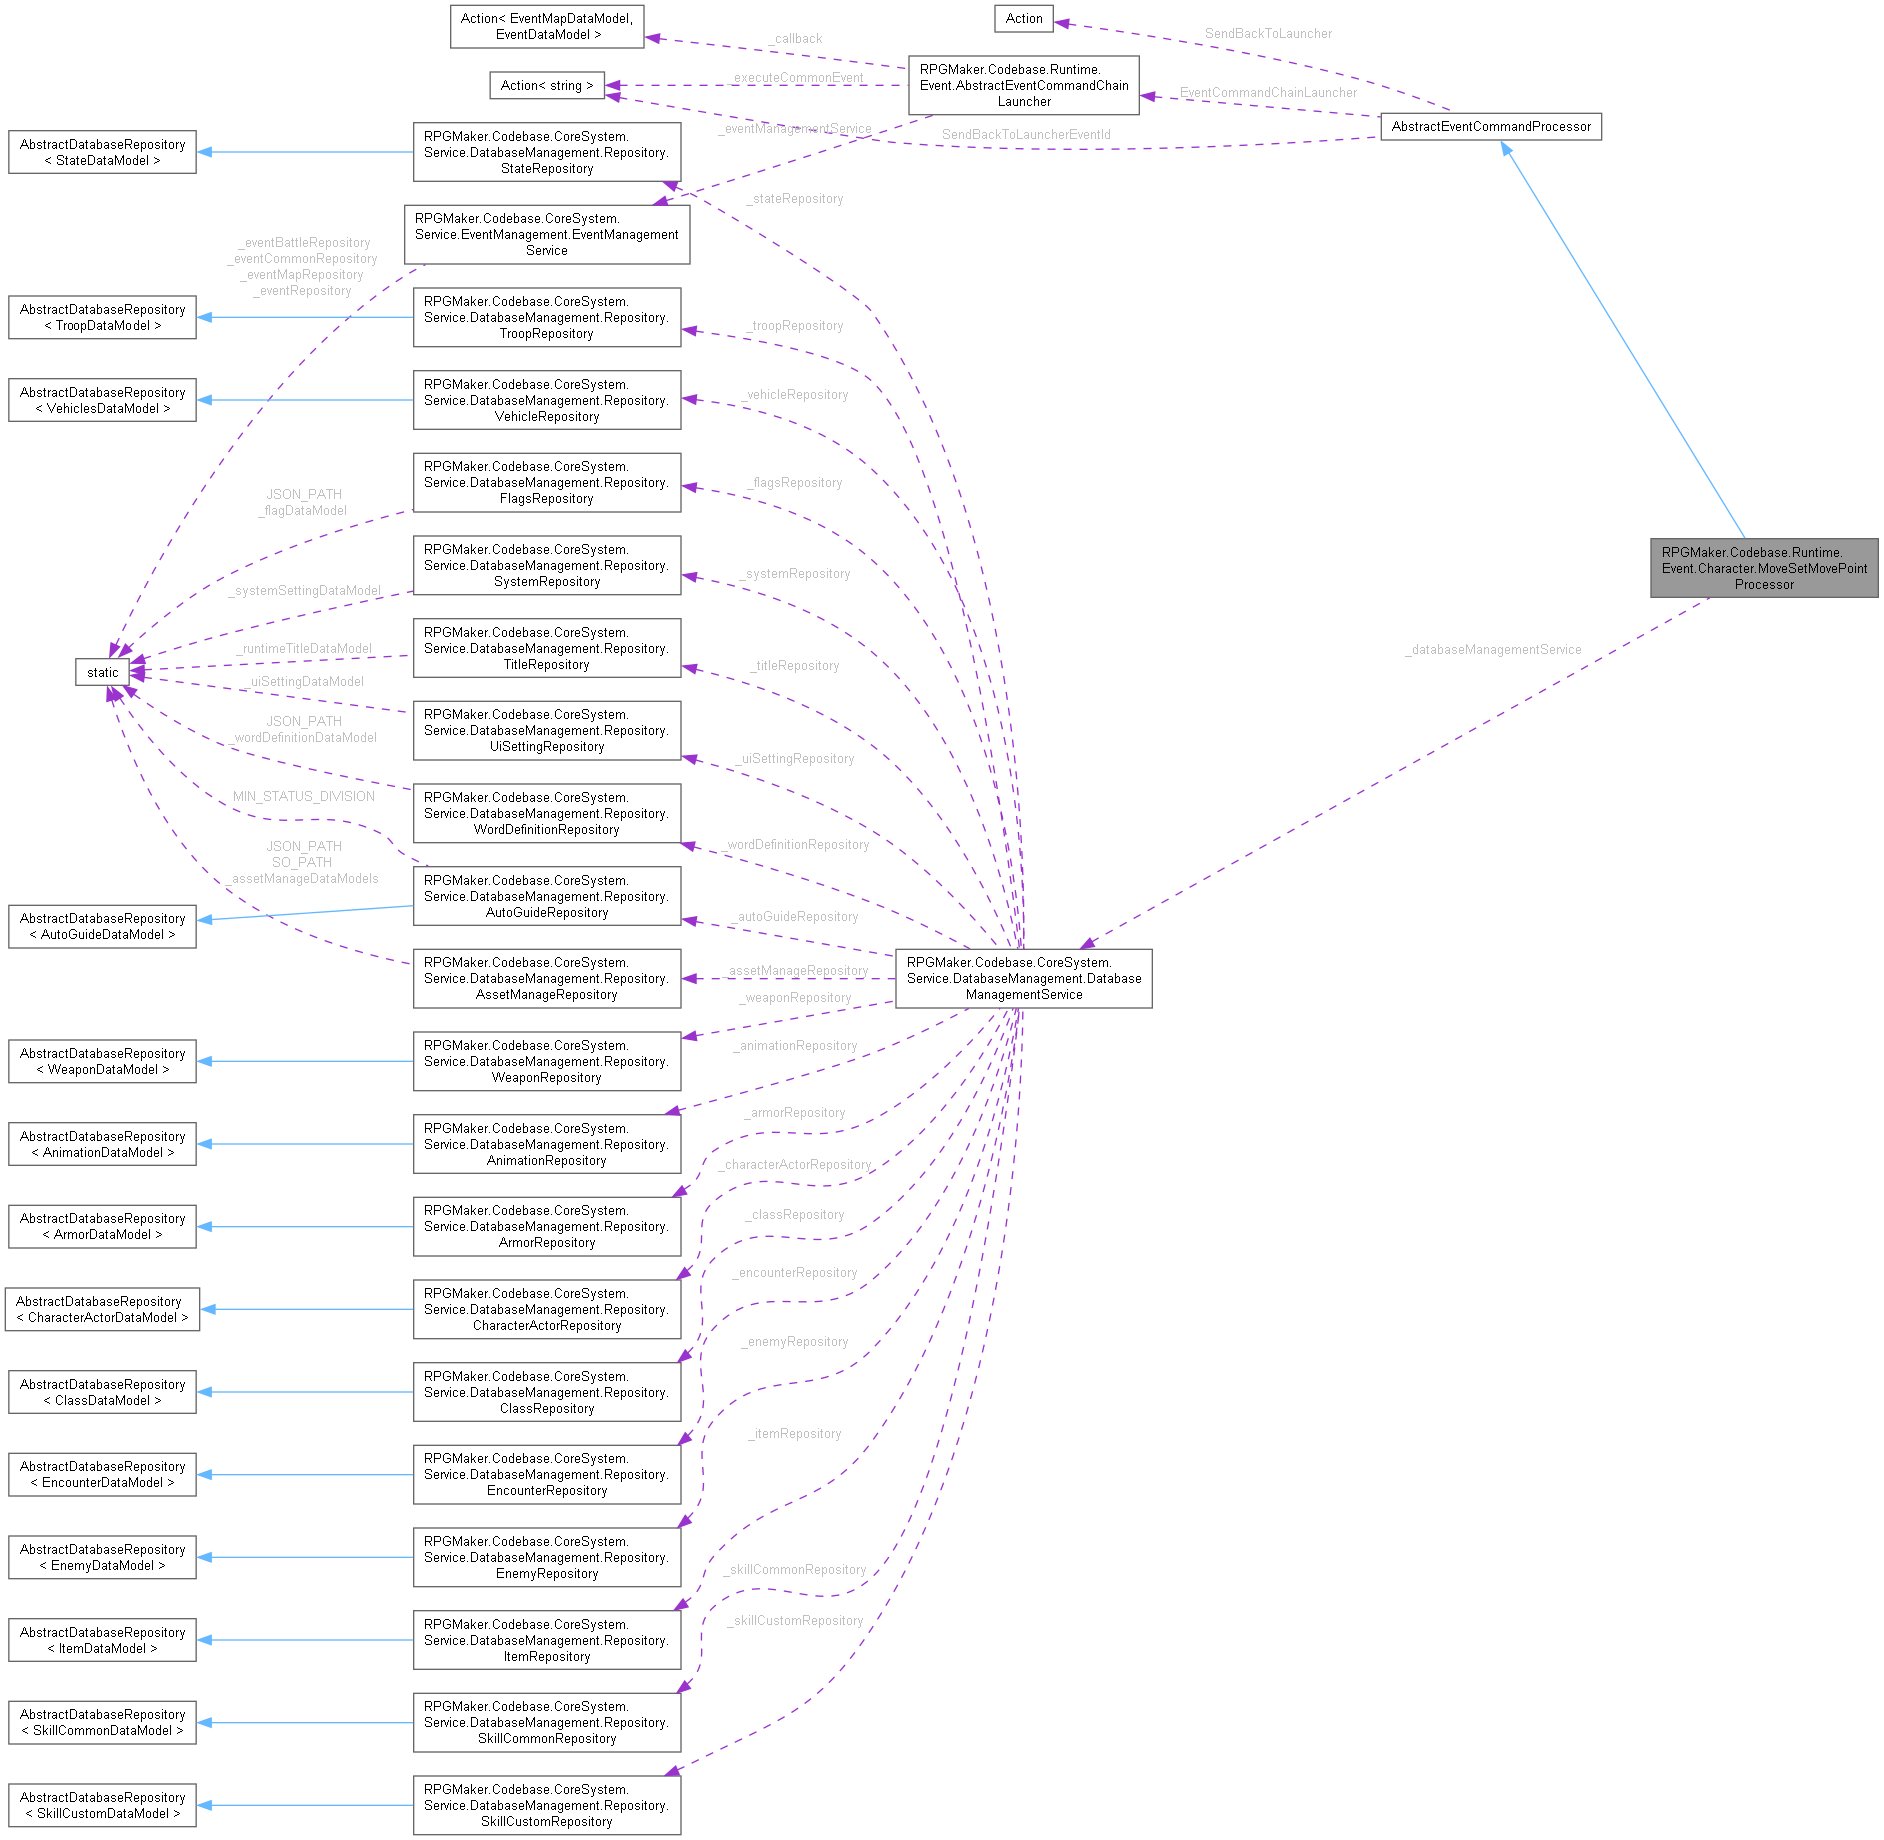 Action< EventMapDataModel,
EventDataModel >
Action
SendBackToLauncher
_callback
RPGMaker.Codebase.Runtime.
Event.AbstractEventCommandChain
Launcher
Action< string >
_executeCommonEvent
EventCommandChainLauncher
AbstractEventCommandProcessor
_eventManagementService
SendBackToLauncherEventId
AbstractDatabaseRepository
< StateDataModel >
RPGMaker.Codebase.CoreSystem.
Service.DatabaseManagement.Repository.
StateRepository
_stateRepository
RPGMaker.Codebase.CoreSystem.
Service.EventManagement.EventManagement
Service
_eventBattleRepository
_eventCommonRepository
_eventMapRepository
_eventRepository
AbstractDatabaseRepository
< TroopDataModel >
RPGMaker.Codebase.CoreSystem.
Service.DatabaseManagement.Repository.
TroopRepository
_troopRepository
AbstractDatabaseRepository
< VehiclesDataModel >
RPGMaker.Codebase.CoreSystem.
Service.DatabaseManagement.Repository.
VehicleRepository
_vehicleRepository
RPGMaker.Codebase.CoreSystem.
Service.DatabaseManagement.Repository.
FlagsRepository
_flagsRepository
JSON_PATH
_flagDataModel
RPGMaker.Codebase.CoreSystem.
Service.DatabaseManagement.Repository.
SystemRepository
_systemRepository
_systemSettingDataModel
RPGMaker.Codebase.Runtime.
Event.Character.MoveSetMovePoint
Processor
RPGMaker.Codebase.CoreSystem.
Service.DatabaseManagement.Repository.
TitleRepository
_titleRepository
_runtimeTitleDataModel
_databaseManagementService
static
_uiSettingDataModel
RPGMaker.Codebase.CoreSystem.
Service.DatabaseManagement.Repository.
UiSettingRepository
_uiSettingRepository
JSON_PATH
_wordDefinitionDataModel
RPGMaker.Codebase.CoreSystem.
Service.DatabaseManagement.Repository.
WordDefinitionRepository
_wordDefinitionRepository
MIN_STATUS_DIVISION
JSON_PATH
SO_PATH
_assetManageDataModels
RPGMaker.Codebase.CoreSystem.
Service.DatabaseManagement.Repository.
AutoGuideRepository
_autoGuideRepository
AbstractDatabaseRepository
< AutoGuideDataModel >
RPGMaker.Codebase.CoreSystem.
Service.DatabaseManagement.Repository.
AssetManageRepository
_assetManageRepository
RPGMaker.Codebase.CoreSystem.
Service.DatabaseManagement.Database
ManagementService
_weaponRepository
AbstractDatabaseRepository
< WeaponDataModel >
RPGMaker.Codebase.CoreSystem.
Service.DatabaseManagement.Repository.
WeaponRepository
_animationRepository
AbstractDatabaseRepository
< AnimationDataModel >
RPGMaker.Codebase.CoreSystem.
Service.DatabaseManagement.Repository.
AnimationRepository
_armorRepository
AbstractDatabaseRepository
< ArmorDataModel >
RPGMaker.Codebase.CoreSystem.
Service.DatabaseManagement.Repository.
ArmorRepository
_characterActorRepository
AbstractDatabaseRepository
< CharacterActorDataModel >
RPGMaker.Codebase.CoreSystem.
Service.DatabaseManagement.Repository.
CharacterActorRepository
_classRepository
AbstractDatabaseRepository
< ClassDataModel >
RPGMaker.Codebase.CoreSystem.
Service.DatabaseManagement.Repository.
ClassRepository
_encounterRepository
AbstractDatabaseRepository
< EncounterDataModel >
RPGMaker.Codebase.CoreSystem.
Service.DatabaseManagement.Repository.
EncounterRepository
_enemyRepository
AbstractDatabaseRepository
< EnemyDataModel >
RPGMaker.Codebase.CoreSystem.
Service.DatabaseManagement.Repository.
EnemyRepository
_itemRepository
AbstractDatabaseRepository
< ItemDataModel >
RPGMaker.Codebase.CoreSystem.
Service.DatabaseManagement.Repository.
ItemRepository
_skillCommonRepository
AbstractDatabaseRepository
< SkillCommonDataModel >
RPGMaker.Codebase.CoreSystem.
Service.DatabaseManagement.Repository.
SkillCommonRepository
_skillCustomRepository
AbstractDatabaseRepository
< SkillCustomDataModel >
RPGMaker.Codebase.CoreSystem.
Service.DatabaseManagement.Repository.
SkillCustomRepository